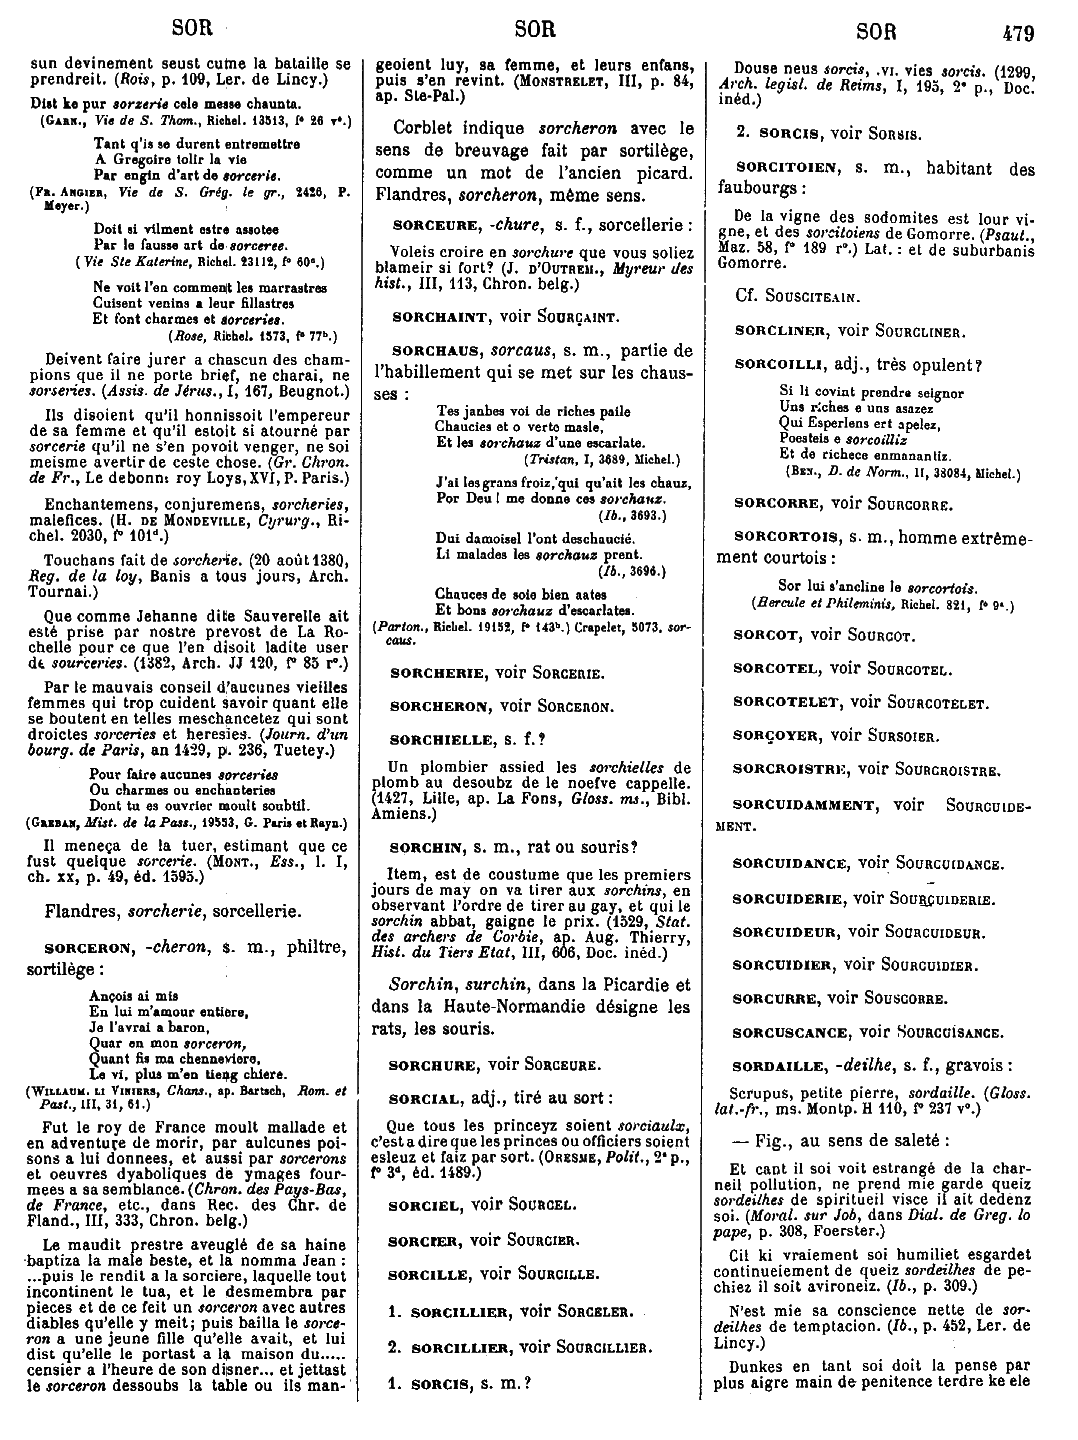 SOR
SOR
SOR
479
sun devinement seust cume la bataille se
prendreit. (Rois, p. 109, Ler. de Lincy.)
Dist ke pur sorzerie cele messe chaunta.
(GARN., Vie de S. Thom., Richel. 13513, f° 26 r°.)
Tant q'is se durent entremettre
A Gregoire tolir la vie
Par engin d'art de sorcerie.
(FR. ANGIER, Vie de S. Grég. le gr., 2426, P.
Meyer.)
Doit si vilment estre assotee
Par le fausse art de sorceree.
(Vie Ste Katerine, Richel. 23112, f° 60ª.)
Ne voit l'en comment les marrastres
Cuisent venins a leur fillastres
Et font charmes et sorceries.
(Rose, Richel. 1573, f° 77ᵇ.)
Deivent faire jurer a chascun des cham-
pions que il ne porte brief, ne charai, ne
sorseries. (Assis. de Jérus., I, 167, Beugnot.)
Ils disoient qu'il honnissoit l'empereur
de sa femme et qu'il estoit si atourné par
sorcerie qu'il ne s'en povoit venger, ne soi
meisme avertir de ceste chose. (Gr. Chron.
de Fr., Le debonn: roy Loys, XVI, P. Paris.)
Enchantemens, conjuremens, sorcheries,
malefices. (H. DE MONDEVILLE, Cyrurg., Ri-
chel. 2030, f° 101ᵈ.)
Touchans fait de sorcherie. (20 août 1380,
Reg. de la loy, Banis a tous jours, Arch.
Tournai.)
Que comme Jehanne dite Sauverelle ait
esté prise par nostre prevost de La Ro-
chelle pour ce que l'en disoit ladite user
de sourceries. (1382, Arch. JJ 120, f° 85 r°.)
Par le mauvais conseil d'aucunes vieilles
femmes qui trop cuident savoir quant elle
se boutent en telles meschancetez qui sont
droictes sorceries et heresies. (Journ. d'un
bourg. de Paris, an 1429, p. 236, Tuetey.)
Pour faire aucunes sorceries
Ou charmes ou enchanteries
Dont tu es ouvrier moult soubtil.
(GREBAN, Mist. de la Pass., 19553, G. Paris et Rayn.)
Il meneça de la tuer, estimant que ce
fust quelque sorcerie. (MONT., Ess., l. I,
ch. xx, p. 49, éd. 1595.)
Flandres, sorcherie, sorcellerie.
SORCERON, -cheron, s. m., philtre,
sortilège :
Ançois ai mis
En lui m'amour entiere,
Je l'avrai a baron,
Quar en mon sorceron,
Quant fis ma chenneviere,
Le vi, plus m'en tieng chiere.
(WILLAUM. LI VINIERS, Chans., ap. Bartsch, Rom. et
Past., III, 31, 61.)
Fut le roy de France moult mallade et
en adventure de morir, par aulcunes poi-
sons a lui donnees, et aussi par sorcerons
et oeuvres dyaboliques de ymages four-
mees a sa semblance. (Chron. des Pays-Bas,
de France, etc., dans Rec. des Chr. de
Fland., III, 333, Chron. belg.)
Le maudit prestre aveuglé de sa haine
baptiza la male beste, et la nomma Jean :
...puis le rendit a la sorciere, laquelle tout
incontinent le tua, et le desmembra par
pieces et de ce feit un sorceron avec autres
diables qu'elle y meit; puis bailla le sorce-
ron a une jeune fille qu'elle avait, et lui
dist qu'elle le portast a la maison du.....
censier a l'heure de son disner... et jettast
le sorceron dessoubs la table ou ils man-
geoient luy, sa femme, et leurs enfans,
puis s'en revint. (MONSTRELET, III, p. 84,
ap. Ste-Pal.)
Corblet indique sorcheron avec le
sens de breuvage fait par sortilège,
comme un mot de l'ancien picard.
Flandres, sorcheron, même sens.
SORCEURE, -chure, s. f., sorcellerie :
Voleis croire en sorchure que vous soliez
blameir si fort? (J. D'OUTREM., Myreur des
hist., III, 113, Chron. belg.)
SORCHAINT, voir SOURÇAINT.
SORCHAUS, sorcaus, s. m., partie de
l'habillement qui se met sur les chaus-
ses :
Tes janbes voi de riches paile
Chaucies et o verte masle,
Et les sorchauz d'une escarlate.
(Tristan, I, 3689, Michel.)
J'ai les grans froiz, qui qu'ait les chauz,
Por Deu ! me donne ces sorchauz.
(Ib., 3693.)
Dui damoisel l'ont deschaucié.
Li malades les sorchauz prent.
(Ib., 3696.)
Chauces de soie bien aates
Et bons sorchauz d'escarlates.
(Parton., Richel. 19152, f° 143ᵇ.) Crapelet, 5073, sor-
caus.
SORCHERIE, voir SORCERIE.
SORCHERON, voir SORCERON.
SORCHIELLE, s. f.?
Un plombier assied les sorchielles de
plomb au desoubz de le noefve cappelle.
(1427, Lille, ap. La Fons, Gloss. ms., Bibl.
Amiens.)
SORCHIN, s. m., rat ou souris?
Item, est de coustume que les premiers
jours de may on va tirer aux sorchins, en
observant l'ordre de tirer au gay, et qui le
sorchin abbat, gaigne le prix. (1529, Stat.
des archers de Corbie, ap. Aug. Thierry,
Hist. du Tiers Etat, III, 606, Doc. inéd.)
Sorchin, surchin, dans la Picardie et
dans la Haute-Normandie désigne les
rats, les souris.
SORCHURE, voir SORCEURE.
SORCIAL, adj., tiré au sort :
Que tous les princeyz soient sorciaulx,
c'est a dire que les princes ou officiers soient
esleuz et faiz par sort. (ORESME, Polit., 2ᵉ p.,
f° 3ᵈ, éd. 1489.)
SORCIEL, voir SOURCEL.
SORCIER, voir SOURCIER.
SORCILLE, voir SOURCILLE.
1. SORCILLIER, voir SORCELER.
2. SORCILLIER, voir SOURCILLIER.
1. SORCIS, s. m.?
Douse neus sorcis, .VI. vies sorcis. (1299,
Arch. legisl. de Reims, I, 195, 2ᵉ p., Doc.
inéd.)
2. SORCIS, voir SORSIS.
SORCITOIEN, s. m., habitant des
faubourgs :
De la vigne des sodomites est lour vi-
gne, et des sorcitoiens de Gomorre. (Psaut.,
Maz. 58, f° 189 r°.) Lat. : et de suburbanis
Gomorre.
Cf. SOUSCITEAIN.
SORCLINER, voir SOURCLINER.
SORCOILLI, adj., très opulent?
Si li covint prendre seignor
Uns riches e uns asazez
Qui Esperlens ert apelez,
Poesteis e sorcoilliz
Et de richece enmanantiz.
(BEN., D. de Norm., II, 38084, Michel.)
SORCORRE, voir SOURCORRE.
SORCORTOIS, s. m., homme extrême-
ment courtois :
Sor lui s'ancline le sorcortois.
(Hercule et Phileminis, Richel. 821, f° 9ª.)
SORCOT, voir SOURCOT.
SORCOTEL, voir SOURCOTEL.
SORCOTELET, voir SOURCOTELET.
SORÇOYER, voir SURSOIER.
SORCROISTRE, voir SOURCROISTRE.
SORCUIDAMMENT, voir SOURCUIDE-
MENT.
SORCUIDANCE, voir SOURCUIDANCE.
SORCUIDERIE, voir SOURCUIDERIE.
SORCUIDEUR, voir SOURCUIDEUR.
SORCUIDIER, voir SOURCUIDIER.
SORCURRE, voir SOUSCORRE.
SORCUSCANCE, voir SOURCUISANCE.
SORDAILLE, -deilhe, s. f., gravois :
Scrupus, petite pierre, sordaille. (Gloss.
lat.-fr., ms. Montp. H 110, f° 237 v°.)
— Fig., au sens de saleté :
Et cant il soi voit estrangé de la char-
neil pollution, ne prend mie garde queiz
sordeilhes de spiritueil visce il ait dedenz
soi. (Moral. sur Job, dans Dial. de Greg. lo
pape, p. 308, Foerster.)
Cil ki vraiement soi humiliet esgardet
continueiement de queiz sordeilhes de pe-
chiez il soit avironeiz. (Ib., p. 309.)
N'est mie sa conscience nette de sor-
deilhes de temptacion. (Ib., p. 452, Ler. de
Lincy.)
Dunkes en tant soi doit la pense par
plus aigre main de penitence terdre ke ele